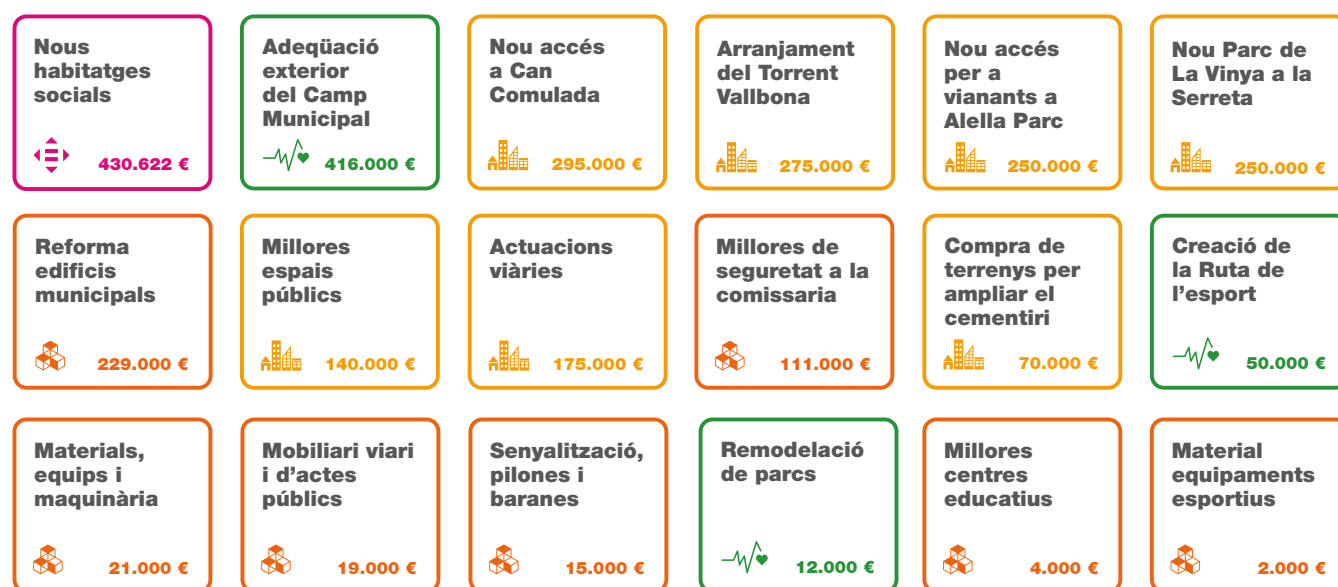 Nous
habitatges
socials
430.622 €
Adeqüació
exterior
del Camp
Municipal
416.000 €
Nou accés
a Can
Comulada
295.000 €
Arranjament
del Torrent
Vallbona
275.000 €
Nou accés
per a
vianants a
Alella Parc
250.000 €
Nou Parc de
La Vinya a la
Serreta
250.000 €
Reforma
edificis
municipals
229.000 €
Millores
espais
públics
140.000 €
Actuacions
viàries
175.000 €
Millores de
seguretat a la
comissaria
111.000 €
Compra de
terrenys per
ampliar el
cementiri
70.000 €
Creació de
la Ruta de
l’esport
50.000 €
Materials,
equips i
maquinària
21.000 €
Mobiliari viari
i d’actes
públics
19.000 €
Senyalització,
pilones i
baranes
15.000 €
Remodelació
de parcs
12.000 €
Millores
centres
educatius
4.000 €
Material
equipaments
esportius
2.000 €